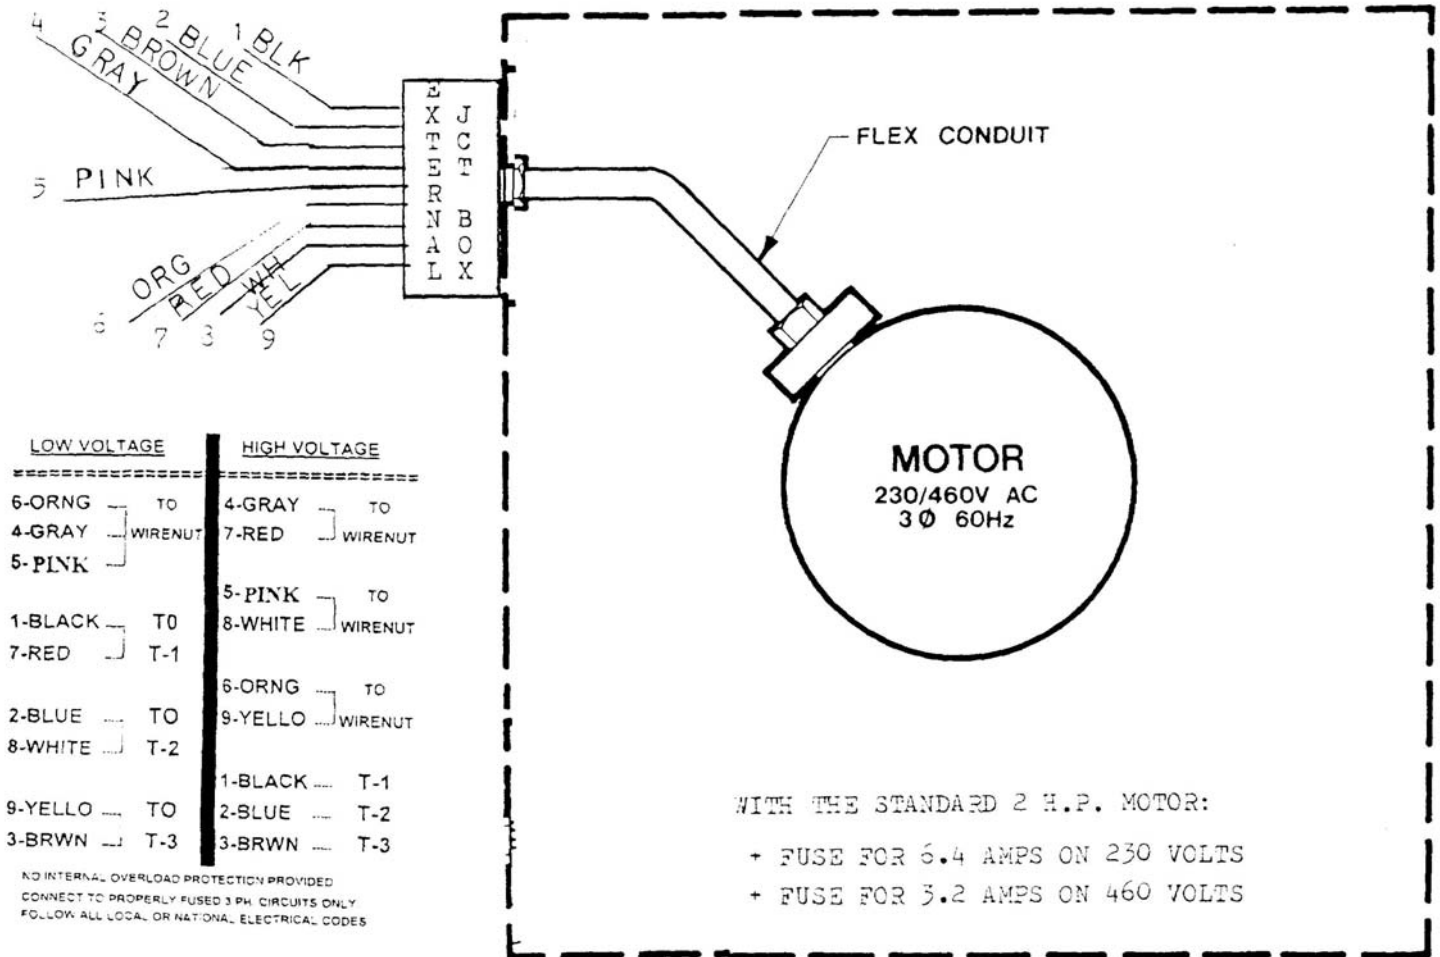 4 GRAY
3 BROWN
2 BLUE
1 BLK
5 PINK
ORG
RED
WH
YEL
6 7 8 9
EXTERNAL
JCT BOX
FLEX CONDUIT
MOTOR
230/460V AC
3Ø 60Hz
LOW VOLTAGE
6-ORNG TO
4-GRAY WIRENUT
5-PINK
1-BLACK TO
7-RED T-1
2-BLUE TO
8-WHITE T-2
9-YELLO TO
3-BRWN T-3
HIGH VOLTAGE
4-GRAY TO
7-RED WIRENUT
5-PINK TO
8-WHITE WIRENUT
6-ORNG TO
9-YELLO WIRENUT
1-BLACK T-1
2-BLUE T-2
3-BRWN T-3
NO INTERNAL OVERLOAD PROTECTION PROVIDED
CONNECT TO PROPERLY FUSED 3 PH. CIRCUITS ONLY
FOLLOW ALL LOCAL OR NATIONAL ELECTRICAL CODES
WITH THE STANDARD 2 H.P. MOTOR:
+ FUSE FOR 6.4 AMPS ON 230 VOLTS
+ FUSE FOR 3.2 AMPS ON 460 VOLTS